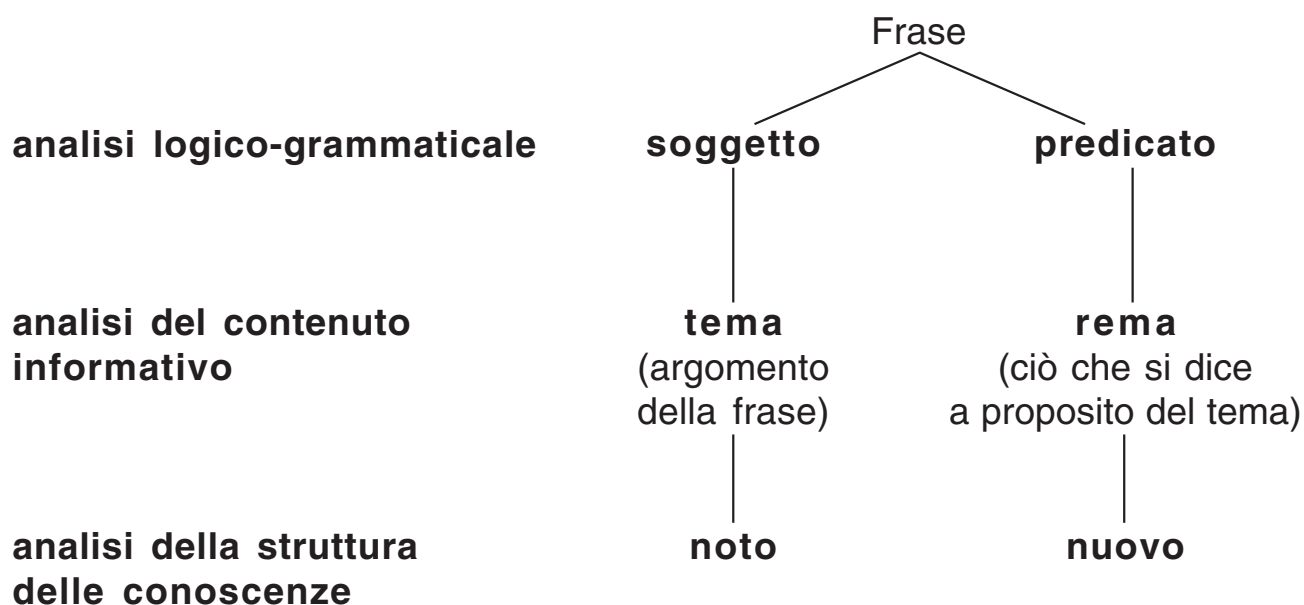 Frase
analisi logico-grammaticale soggetto predicato
analisi del contenuto tema rema
informativo (argomento (ciò che si dice
della frase) a proposito del tema)
analisi della struttura noto nuovo
delle conoscenze